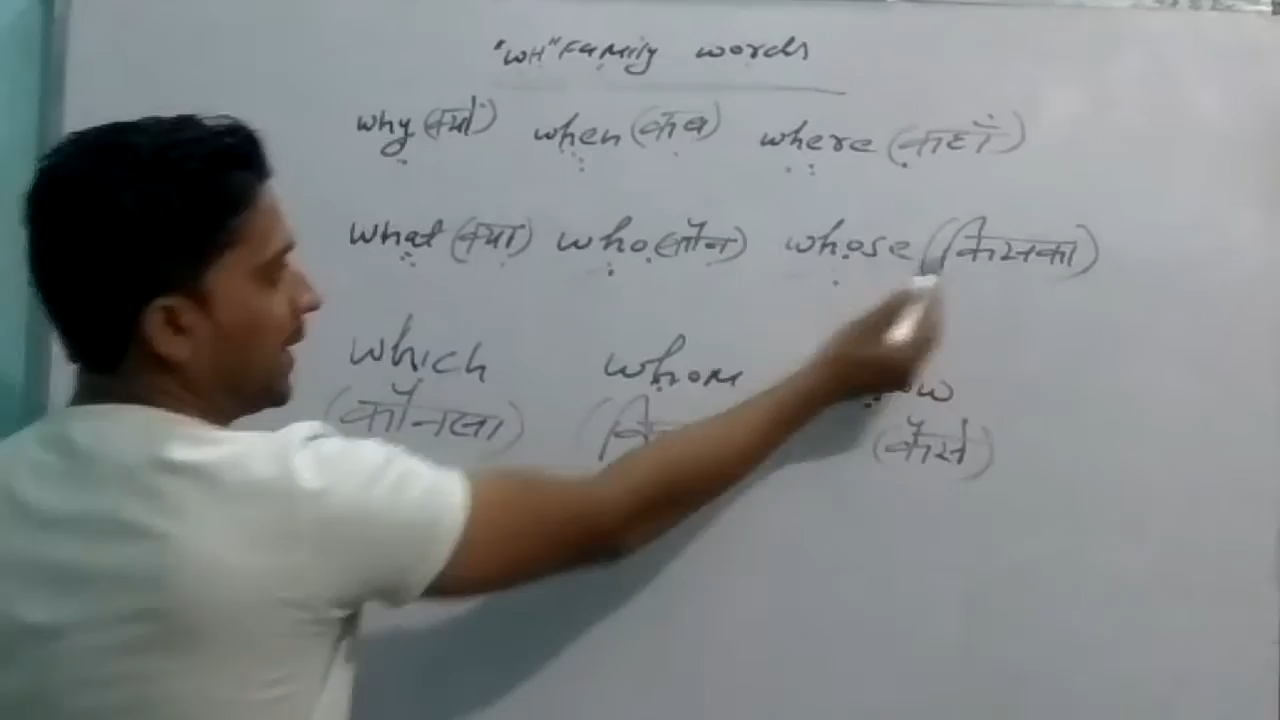 "WH" Family words
why (क्यों) when (कब) where (कहाँ)
what (क्या) who (कौन) whose (किसका)
which whom
(कौनसा) (कैसे)